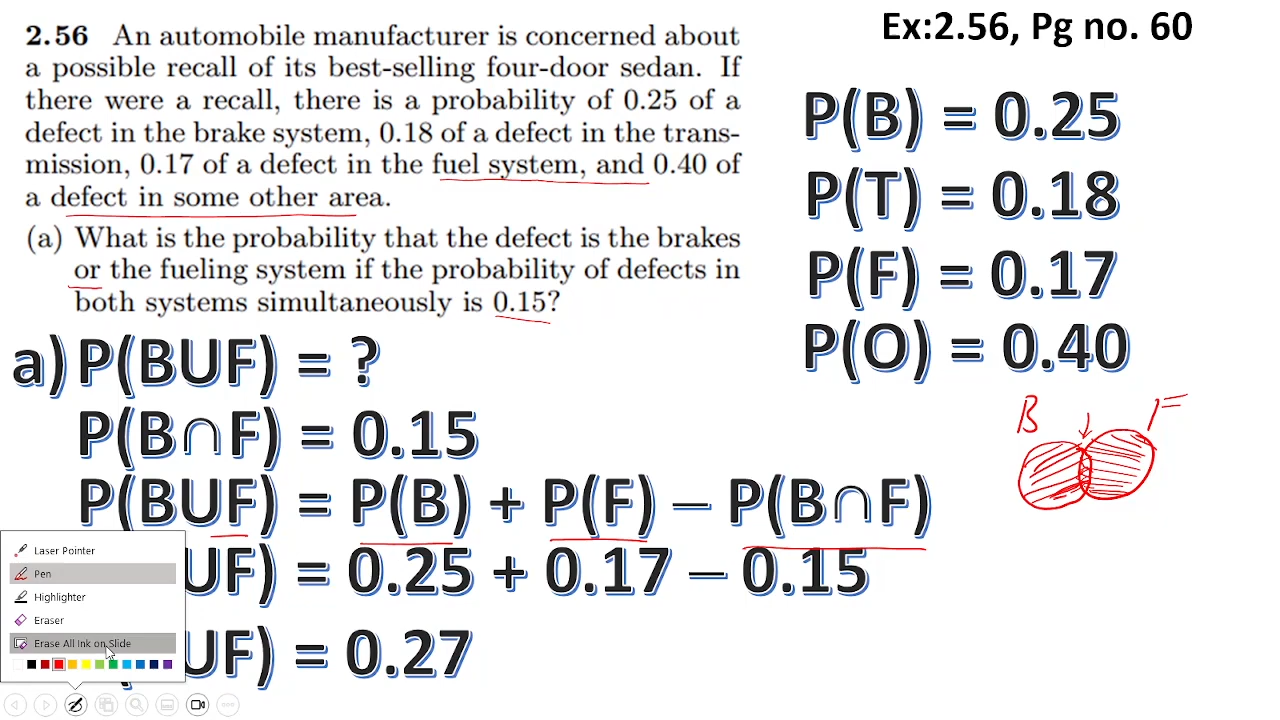 2.56 An automobile manufacturer is concerned about
a possible recall of its best-selling four-door sedan. If
there were a recall, there is a probability of 0.25 of a
defect in the brake system, 0.18 of a defect in the trans-
mission, 0.17 of a defect in the fuel system, and 0.40 of
a defect in some other area.
(a) What is the probability that the defect is the brakes
or the fueling system if the probability of defects in
both systems simultaneously is 0.15?
Ex:2.56, Pg no. 60
P(B) = 0.25
P(T) = 0.18
P(F) = 0.17
P(O) = 0.40
B F
a) P(BUF) = ?
P(B∩F) = 0.15
P(BUF) = P(B) + P(F) – P(B∩F)
UF) = 0.25 + 0.17 – 0.15
UF) = 0.27
Laser Pointer
Pen
Highlighter
Eraser
Erase All Ink on Slide